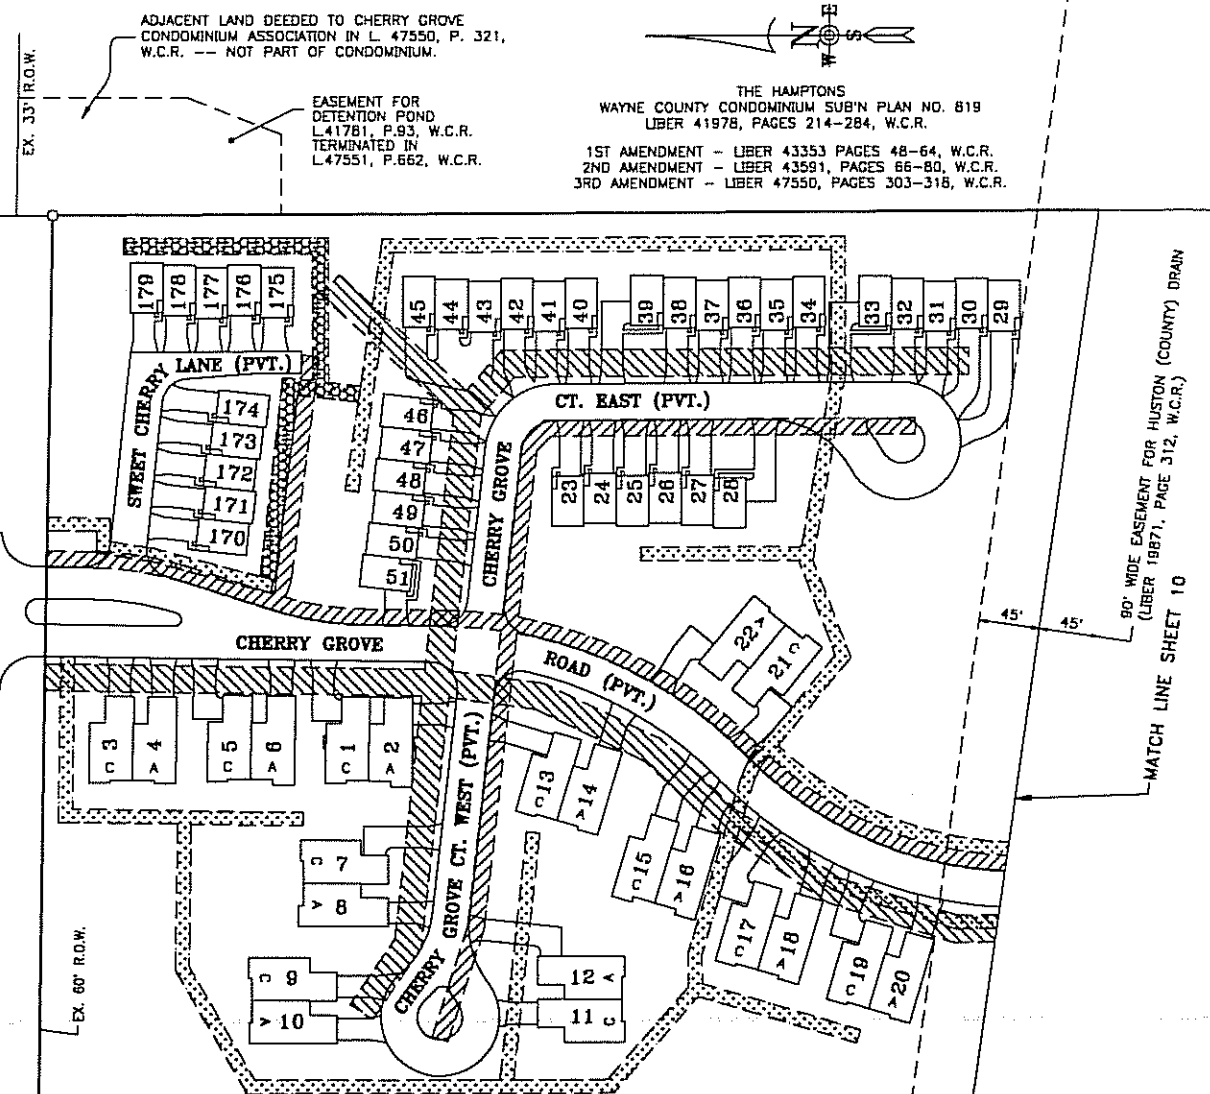 ADJACENT LAND DEEDED TO CHERRY GROVE
CONDOMINIUM ASSOCIATION IN L. 47550, P. 321,
W.C.R. -- NOT PART OF CONDOMINIUM.
EX. 33' R.O.W.
EASEMENT FOR
DETENTION POND
L.41781, P.93, W.C.R.
TERMINATED IN
L.47551, P.662, W.C.R.
N E S W
THE HAMPTONS
WAYNE COUNTY CONDOMINIUM SUB'N PLAN NO. 819
LIBER 41978, PAGES 214-284, W.C.R.
1ST AMENDMENT - LIBER 43353 PAGES 48-64, W.C.R.
2ND AMENDMENT - LIBER 43591, PAGES 66-80, W.C.R.
3RD AMENDMENT - LIBER 47550, PAGES 303-318, W.C.R.
179 178 177 176 175
45 44 43 42 41 40 39 38 37 36 35 34 33 32 31 30 29
SWEET CHERRY LANE (PVT.)
174
173
172
171
170
46
47
48
49
50
51
CHERRY GROVE CT. EAST (PVT.)
23 24 25 26 27 28
90' WIDE EASEMENT FOR HUSTON (COUNTY) DRAIN
(LIBER 19871, PAGE 312, W.C.R.)
MATCH LINE SHEET 10
45' 45'
CHERRY GROVE ROAD (PVT.)
22 A
21 C
3 C
4 A
5 C
6 A
1 C
2 A
13 C
14 A
15 C
16 A
17 C
18 A
19 C
20 A
C 7
A 8
C 9
A 10
12 A
11 C
CHERRY GROVE CT. WEST (PVT.)
EX. 60' R.O.W.